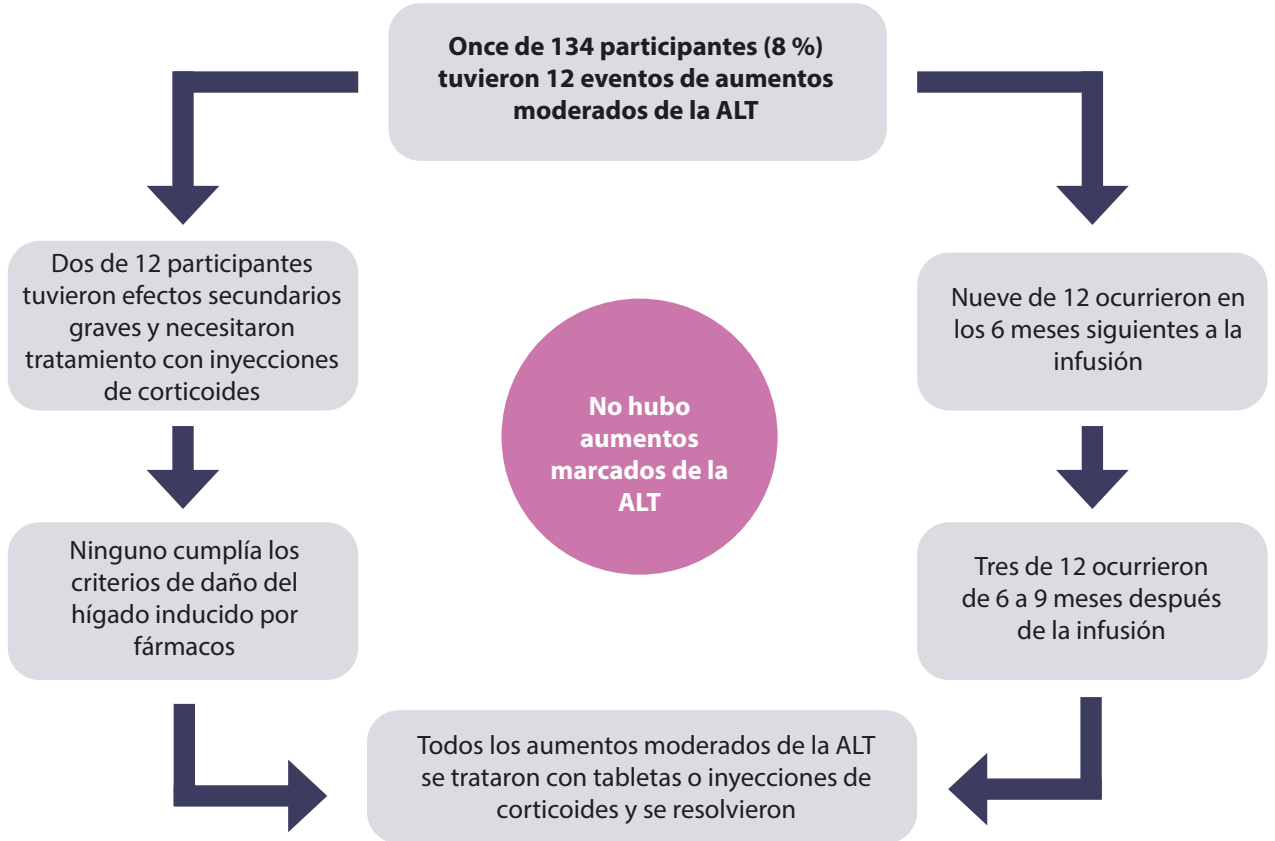 Once de 134 participantes (8 %)
tuvieron 12 eventos de aumentos
moderados de la ALT
Dos de 12 participantes
tuvieron efectos secundarios
graves y necesitaron
tratamiento con inyecciones
de corticoides
Nueve de 12 ocurrieron en
los 6 meses siguientes a la
infusión
No hubo
aumentos
marcados de la
ALT
Ninguno cumplía los
criterios de daño del
hígado inducido por
fármacos
Tres de 12 ocurrieron
de 6 a 9 meses después
de la infusión
Todos los aumentos moderados de la ALT
se trataron con tabletas o inyecciones de
corticoides y se resolvieron